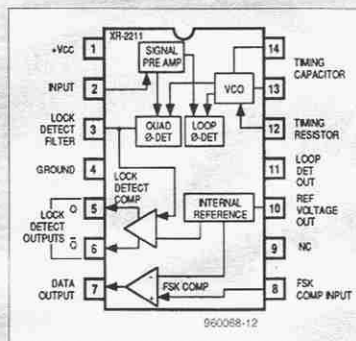 XR-2211
+VCC
1
INPUT
2
LOCK
DETECT
FILTER
3
GROUND
4
LOCK
DETECT
OUTPUTS
Q
5
Q̅
6
DATA
OUTPUT
7
SIGNAL
PRE AMP
VCO
QUAD
Ø-DET
LOOP
Ø-DET
LOCK
DETECT
COMP
INTERNAL
REFERENCE
FSK COMP
-
+
14
TIMING
CAPACITOR
13
12
TIMING
RESISTOR
11
LOOP
DET
OUT
10
REF
VOLTAGE
OUT
9
NC
8
FSK
COMP INPUT
960068-12